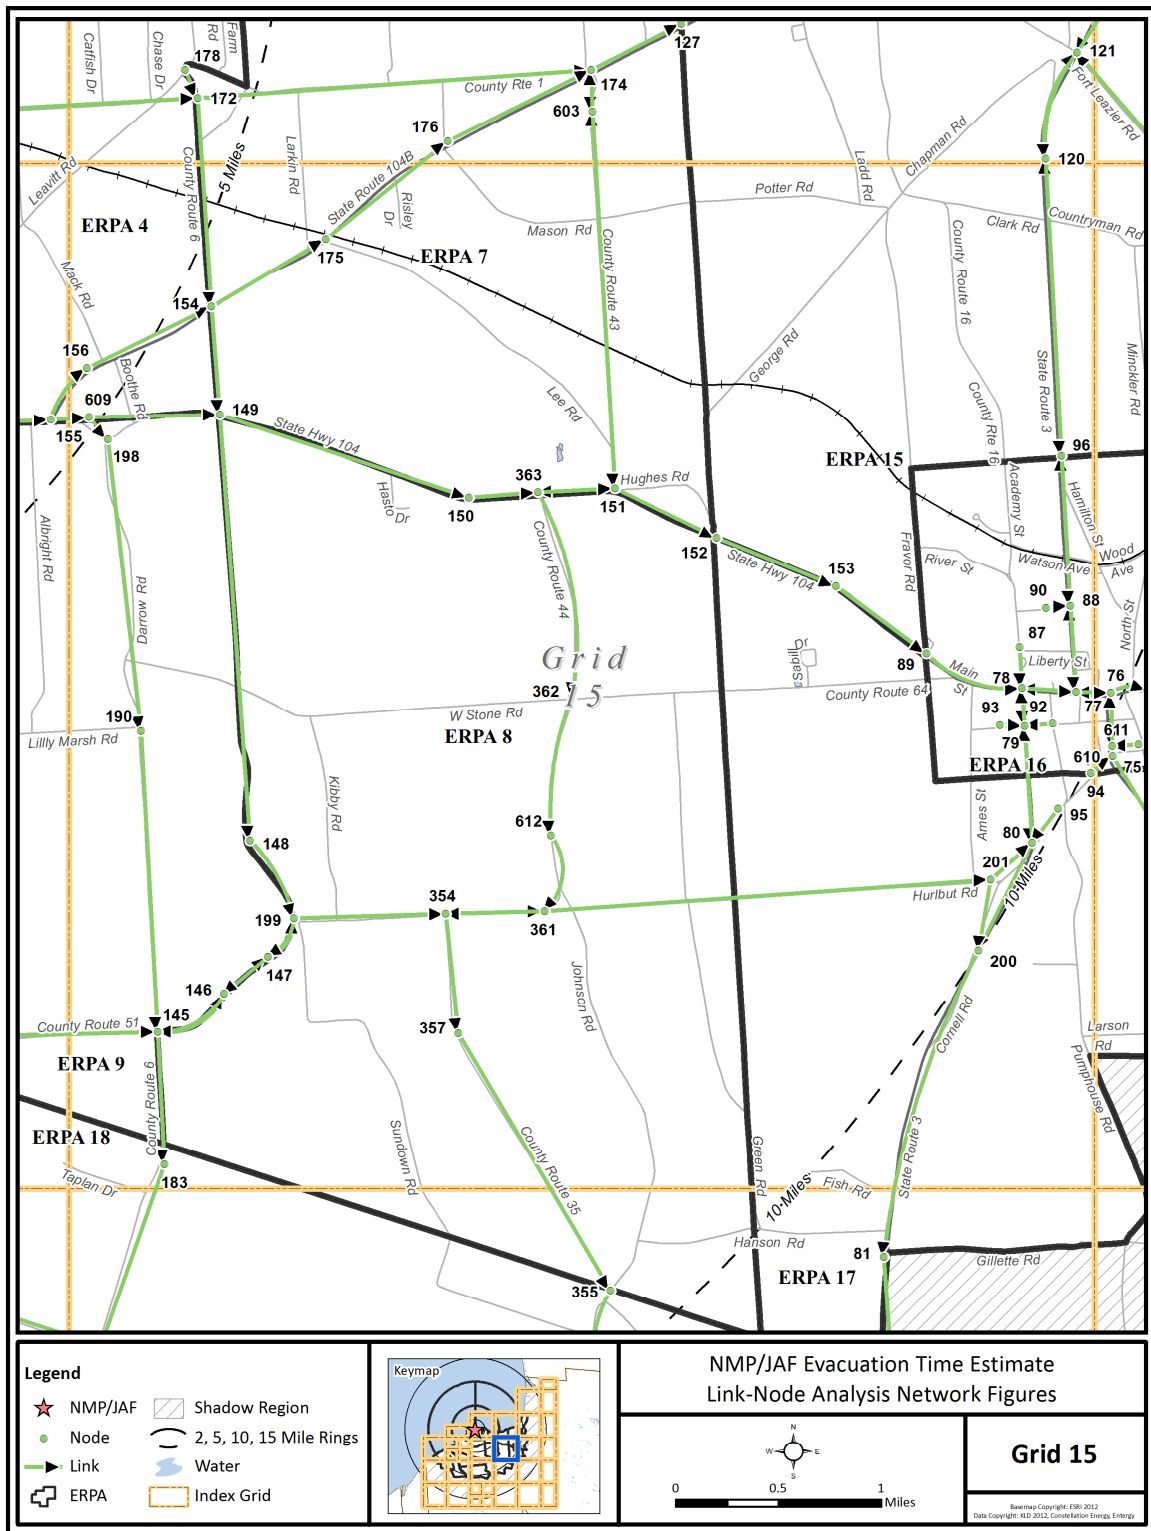 Catfish Dr
Chase Dr
Rd
Farm
178
127
121
172
County Rte 1
174
Fort Leazier Rd
603
176
Chapman Rd
Leavitt Rd
County Route 6
5 Miles
Larkin Rd
State Route 104B
Risley
Dr
Ladd Rd
120
Potter Rd
ERPA 4
Mason Rd
Clark Rd
Countryman Rd
175
ERPA 7
County Route 43
County Route 16
Mack Rd
154
156
Boothe Rd
George Rd
State Route 3
Minckler Rd
609
155
149
State Hwy 104
Lee Rd
County Rte 16
198
ERPA 15
96
363
Hughes Rd
Hasto
Dr
150
151
Academy St
Hamilton St
Albright Rd
County Route 44
152
State Hwy 104
Fravor Rd
River St
Watson Ave
Wood
Ave
153
Darrow Rd
90
88
87
North St
Grid
15
Sabill
Dr
89
Main
St
Liberty St
78
76
362
County Route 64
93
92
77
190
W Stone Rd
Lilly Marsh Rd
ERPA 8
79
611
ERPA 16
610
75
94
Kibby Rd
Ames St
95
612
80
148
201
10-Miles
354
Hurlbut Rd
199
361
147
200
146
Johnson Rd
145
County Route 51
357
Cornell Rd
Larson
Rd
ERPA 9
Pumphouse Rd
County Route 6
ERPA 18
Sundown Rd
County Route 35
Green Rd
State Route 3
Taplan Dr
183
10-Miles
Fish Rd
Hanson Rd
81
Gillette Rd
ERPA 17
355
Legend
NMP/JAF
Shadow Region
Node
2, 5, 10, 15 Mile Rings
Link
Water
ERPA
Index Grid
Keymap
NMP/JAF Evacuation Time Estimate
Link-Node Analysis Network Figures
N
W
E
S
0
0.5
1
Miles
Grid 15
Basemap Copyright: ESRI 2012
Data Copyright: KLD 2012, Constellation Energy, Entergy